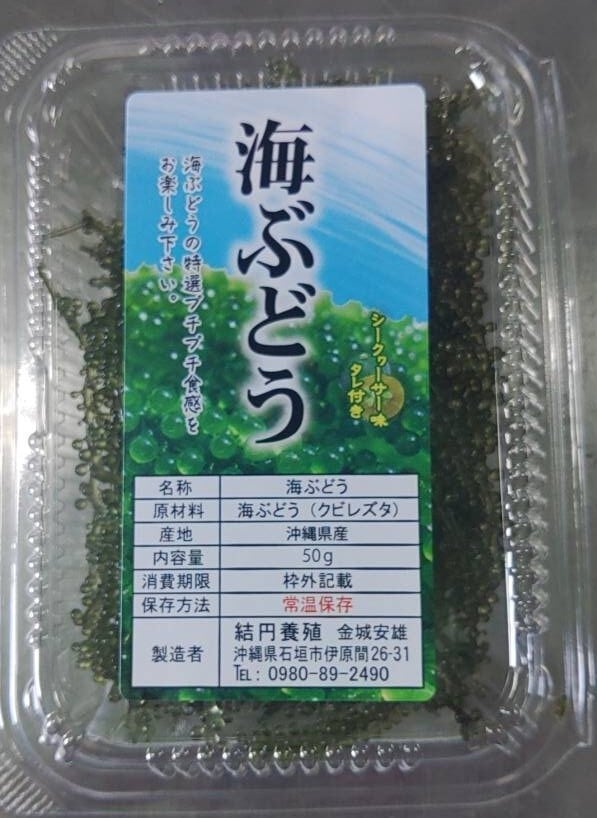 海ぶどう
海ぶどうの特選プチプチ食感を
お楽しみ下さい。
シークヮーサー味
タレ付き
名称 海ぶどう
原材料 海ぶどう（クビレズタ）
産地 沖縄県産
内容量 50g
消費期限 枠外記載
保存方法 常温保存
製造者 結円養殖 金城安雄
沖縄県石垣市伊原間26-31
TEL: 0980-89-2490